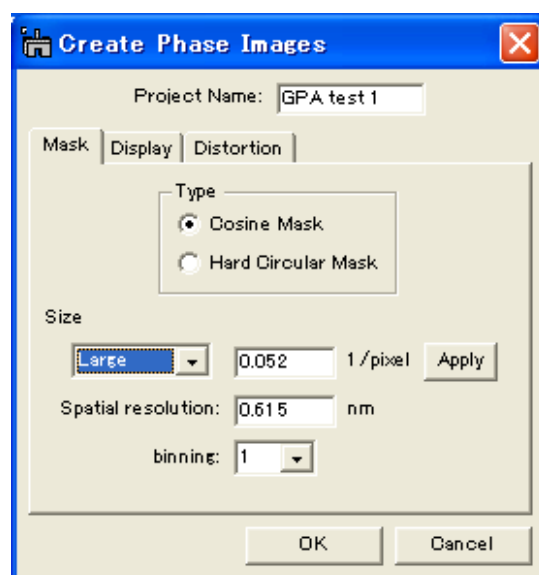 Create Phase Images
Project Name: GPA test 1
Mask Display Distortion
Type
Cosine Mask
Hard Circular Mask
Size
Large 0.052 1/pixel Apply
Spatial resolution: 0.615 nm
binning: 1
OK Cancel